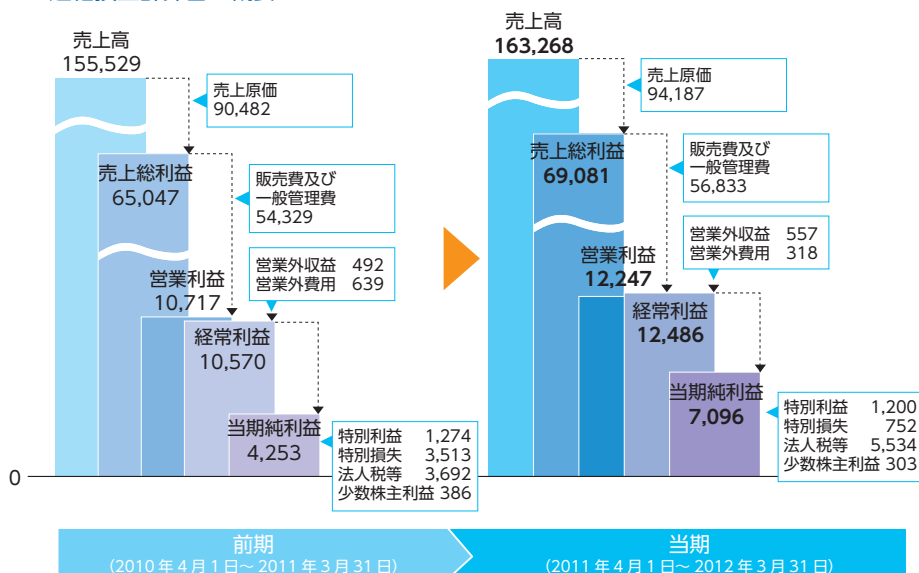 売上高
155,529
売上原価
90,482
売上総利益
65,047
販売費及び
一般管理費
54,329
営業利益
10,717
営業外収益 492
営業外費用 639
経常利益
10,570
当期純利益
4,253
特別利益 1,274
特別損失 3,513
法人税等 3,692
少数株主利益 386
0
売上高
163,268
売上原価
94,187
売上総利益
69,081
販売費及び
一般管理費
56,833
営業利益
12,247
営業外収益 557
営業外費用 318
経常利益
12,486
当期純利益
7,096
特別利益 1,200
特別損失 752
法人税等 5,534
少数株主利益 303
前期
(2010年4月1日~2011年3月31日)
当期
(2011年4月1日~2012年3月31日)